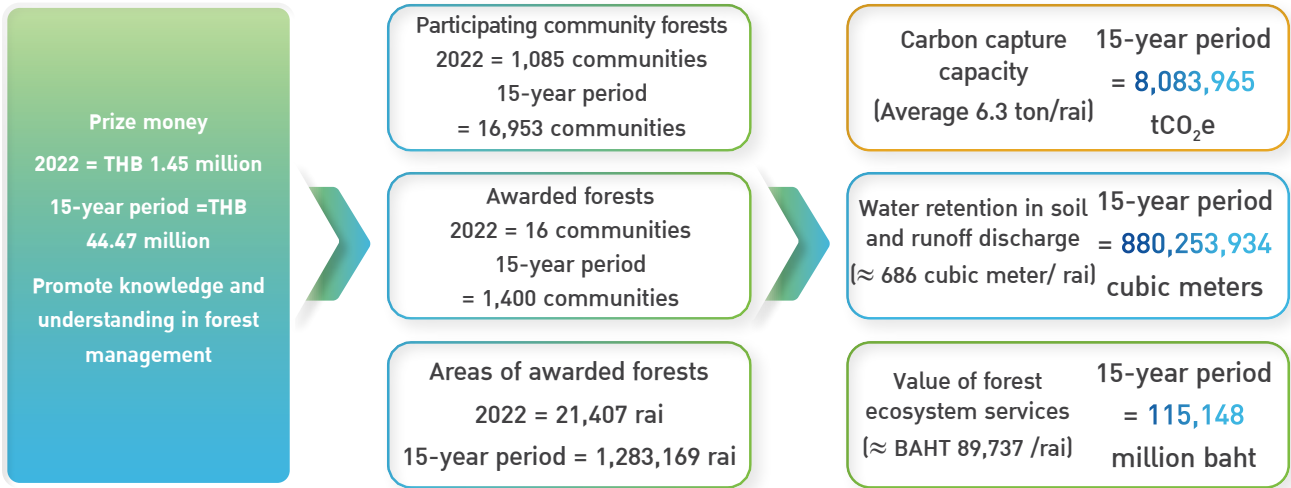 Prize money
2022 = THB 1.45 million
15-year period =THB
44.47 million
Promote knowledge and
understanding in forest
management
Participating community forests
2022 = 1,085 communities
15-year period
= 16,953 communities
Awarded forests
2022 = 16 communities
15-year period
= 1,400 communities
Areas of awarded forests
2022 = 21,407 rai
15-year period = 1,283,169 rai
Carbon capture
capacity
(Average 6.3 ton/rai)
15-year period
= 8,083,965
tCO₂e
Water retention in soil
and runoff discharge
(≈ 686 cubic meter/ rai)
15-year period
= 880,253,934
cubic meters
Value of forest
ecosystem services
(≈ BAHT 89,737 /rai)
15-year period
= 115,148
million baht